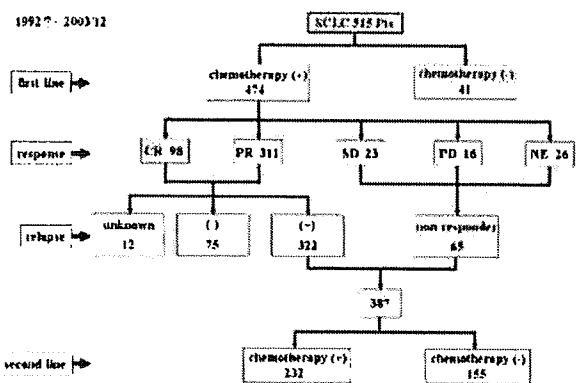 1992/7 - 2003/12
SCLC 515 Pts
first line
chemotherapy (+)
474
chemotherapy (-)
41
response
CR 98
PR 311
SD 23
PD 16
NE 26
relapse
unknown
12
(-)
75
(+)
322
non responder
65
387
second line
chemotherapy (+)
232
chemotherapy (-)
155